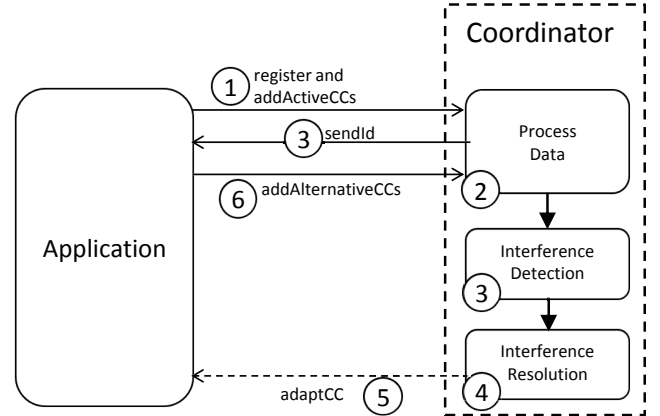 Coordinator
1
register and
addActiveCCs
3
sendId
Process
Data
2
6
addAlternativeCCs
Application
Interference
Detection
3
Interference
Resolution
4
adaptCC
5